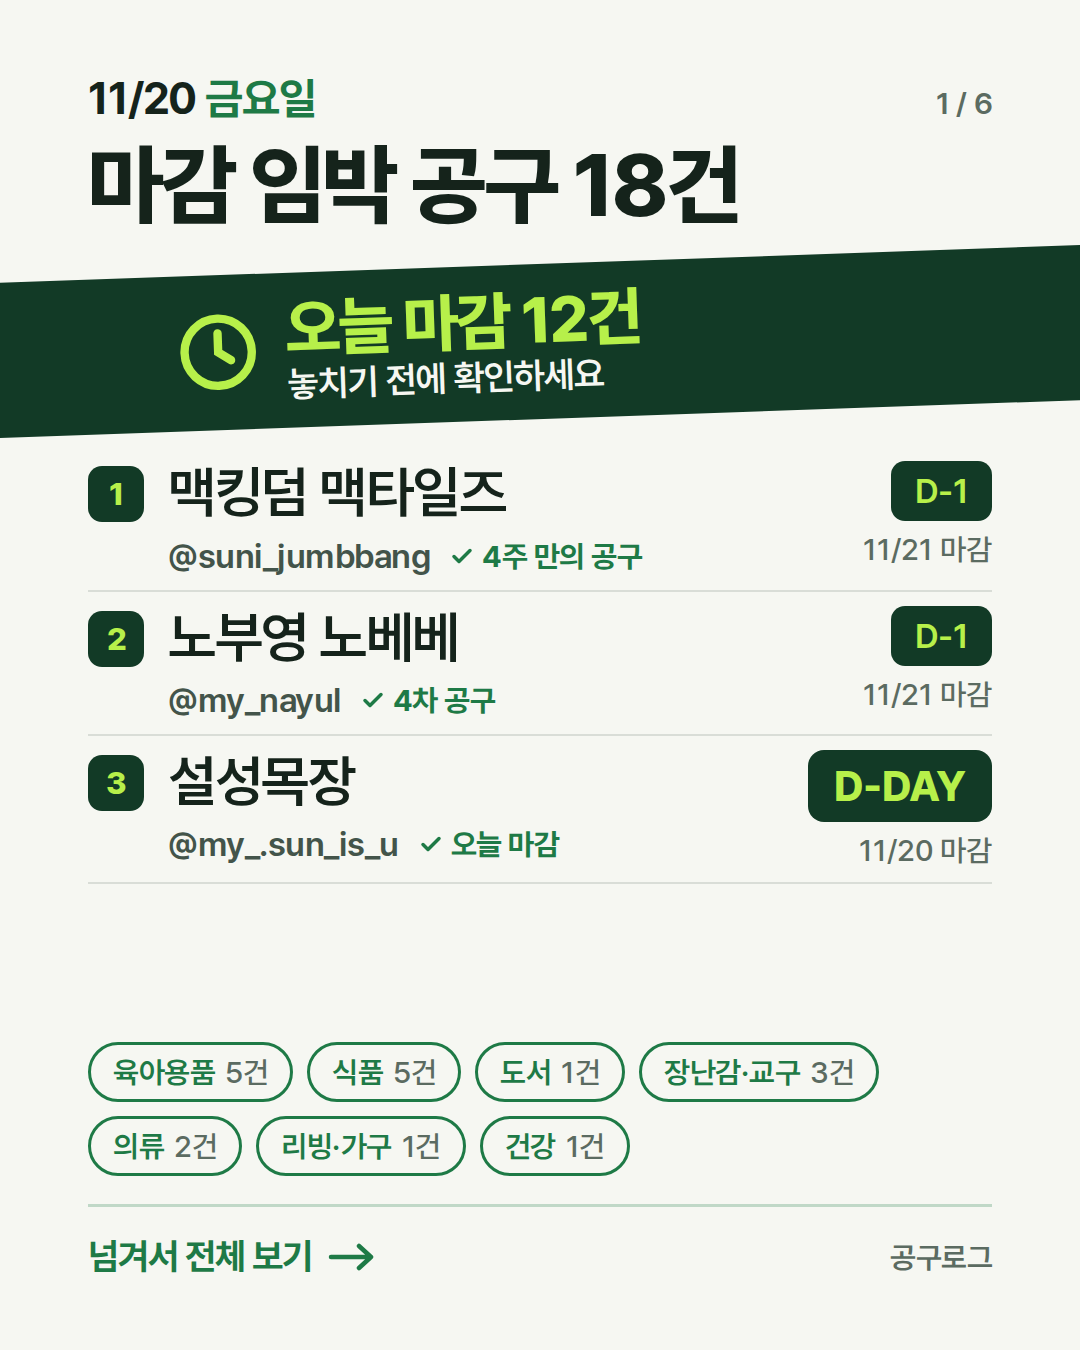 11/20 금요일
1 / 6
마감 임박 공구 18건
오늘 마감 12건
놓치기 전에 확인하세요
1 맥킹덤 맥타일즈 D-1
@suni_jumbbang 4주 만의 공구 11/21 마감
2 노부영 노베베 D-1
@my_nayul 4차 공구 11/21 마감
3 설성목장 D-DAY
@my_.sun_is_u 오늘 마감 11/20 마감
육아용품 5건 식품 5건 도서 1건 장난감·교구 3건
의류 2건 리빙·가구 1건 건강 1건
넘겨서 전체 보기 → 공구로그